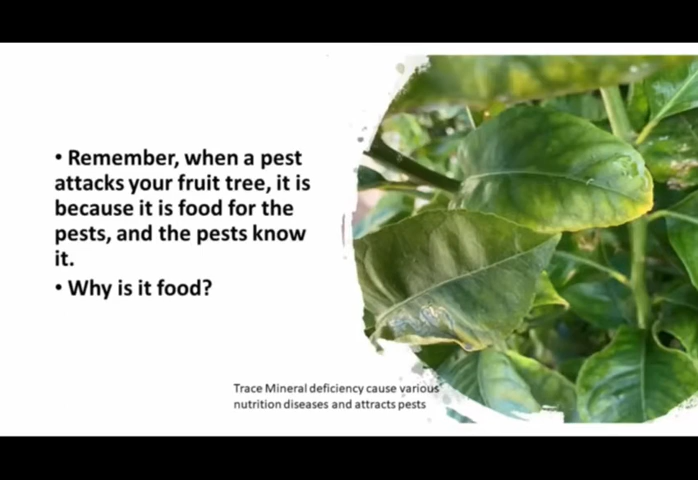 • Remember, when a pest
attacks your fruit tree, it is
because it is food for the
pests, and the pests know
it.
• Why is it food?
Trace Mineral deficiency cause various
nutrition diseases and attracts pests